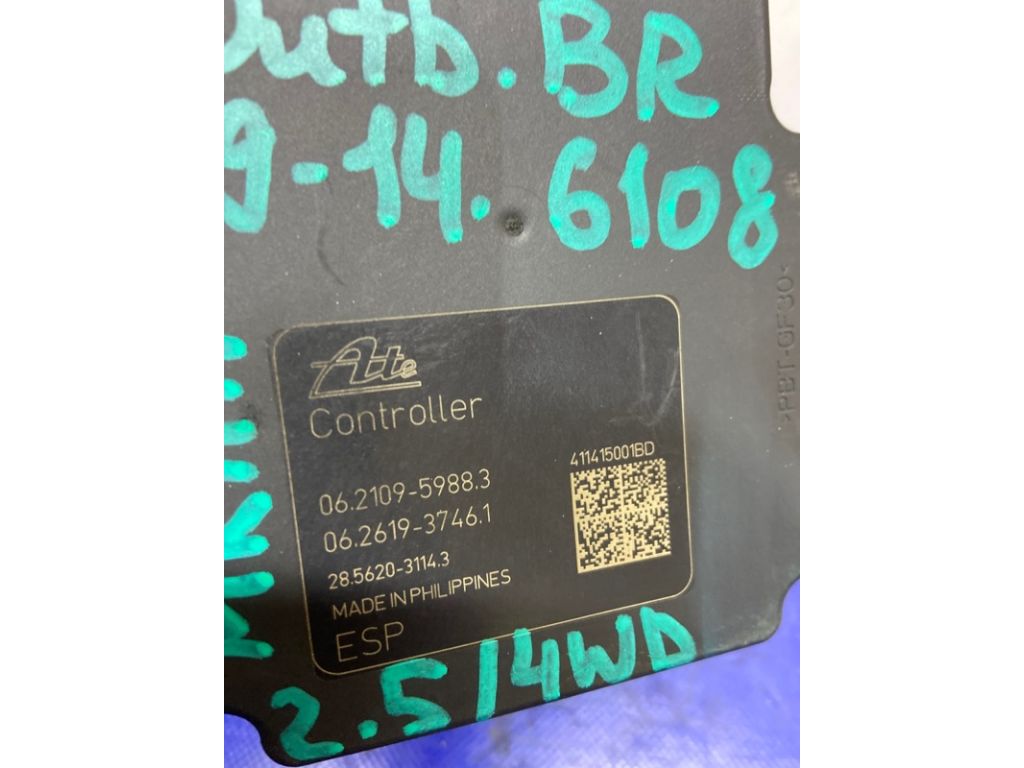 Outb. BR
9-14. 6108
>PBT-GF30<
Ate
Controller
411415001BD
06.2109-5988.3
06.2619-3746.1
28.5620-3114.3
MADE IN PHILIPPINES
ESP
2.5/4WD